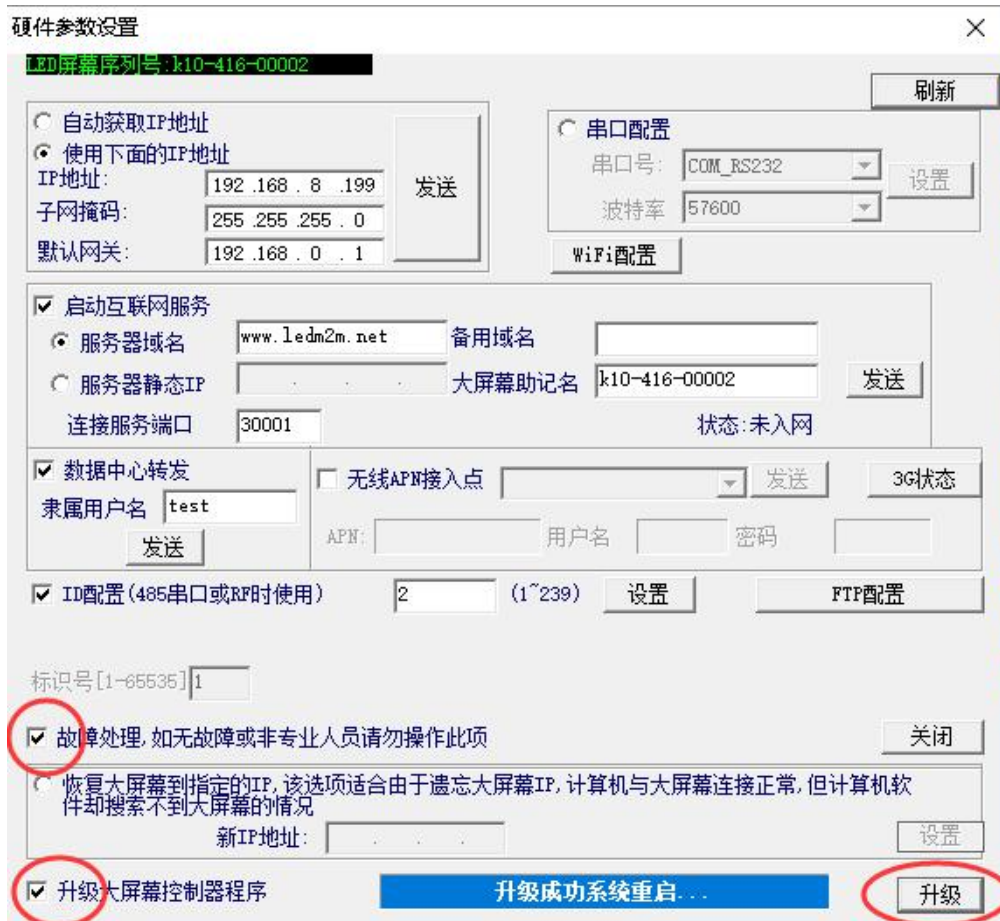 硬件参数设置
LED屏幕序列号:k10-416-00002
刷新
自动获取IP地址
使用下面的IP地址
IP地址: 192 .168 . 8 .199
子网掩码: 255 .255 .255 . 0
默认网关: 192 .168 . 0 . 1
发送
串口配置
串口号: COM_RS232
波特率 57600
设置
WiFi配置
启动互联网服务
服务器域名 www.ledm2m.net 备用域名
服务器静态IP . . . 大屏幕助记名 k10-416-00002 发送
连接服务端口 30001 状态:未入网
数据中心转发
隶属用户名 test
发送
无线APN接入点 发送 3G状态
APN: 用户名 密码
ID配置(485串口或RF时使用) 2 (1~239) 设置 FTP配置
标识号[1-65535] 1
故障处理,如无故障或非专业人员请勿操作此项 关闭
恢复大屏幕到指定的IP,该选项适合由于遗忘大屏幕IP,计算机与大屏幕连接正常,但计算机软
件却搜索不到大屏幕的情况
新IP地址: . . . 设置
升级大屏幕控制器程序 升级成功系统重启... 升级